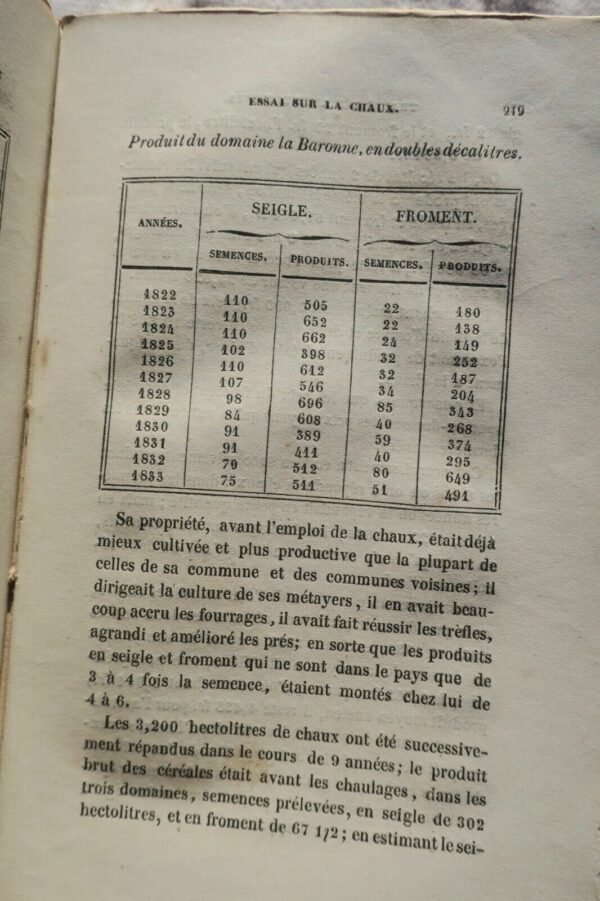 ESSAI SUR LA CHAUX. 219
Produit du domaine la Baronne, en doubles décalitres.
ANNÉES. SEIGLE. FROMENT.
SEMENCES. PRODUITS. SEMENCES. PRODUITS.
1822 110 505 22 180
1823 110 652 22 138
1824 110 662 24 149
1825 102 398 32 252
1826 110 612 32 187
1827 107 546 34 204
1828 98 696 85 343
1829 84 608 40 268
1830 91 389 59 374
1831 91 411 40 295
1832 70 512 80 649
1833 75 511 51 491
Sa propriété, avant l'emploi de la chaux, était déjà
mieux cultivée et plus productive que la plupart de
celles de sa commune et des communes voisines; il
dirigeait la culture de ses métayers, il en avait beau-
coup accru les fourrages, il avait fait réussir les trèfles,
agrandi et amélioré les prés; en sorte que les produits
en seigle et froment qui ne sont dans le pays que de
3 à 4 fois la semence, étaient montés chez lui de
4 à 6.
Les 3,200 hectolitres de chaux ont été successive-
ment répandus dans le cours de 9 années; le produit
brut des céréales était avant les chaulages, dans les
trois domaines, semences prélevées, en seigle de 302
hectolitres, et en froment de 67 1/2; en estimant le sei-